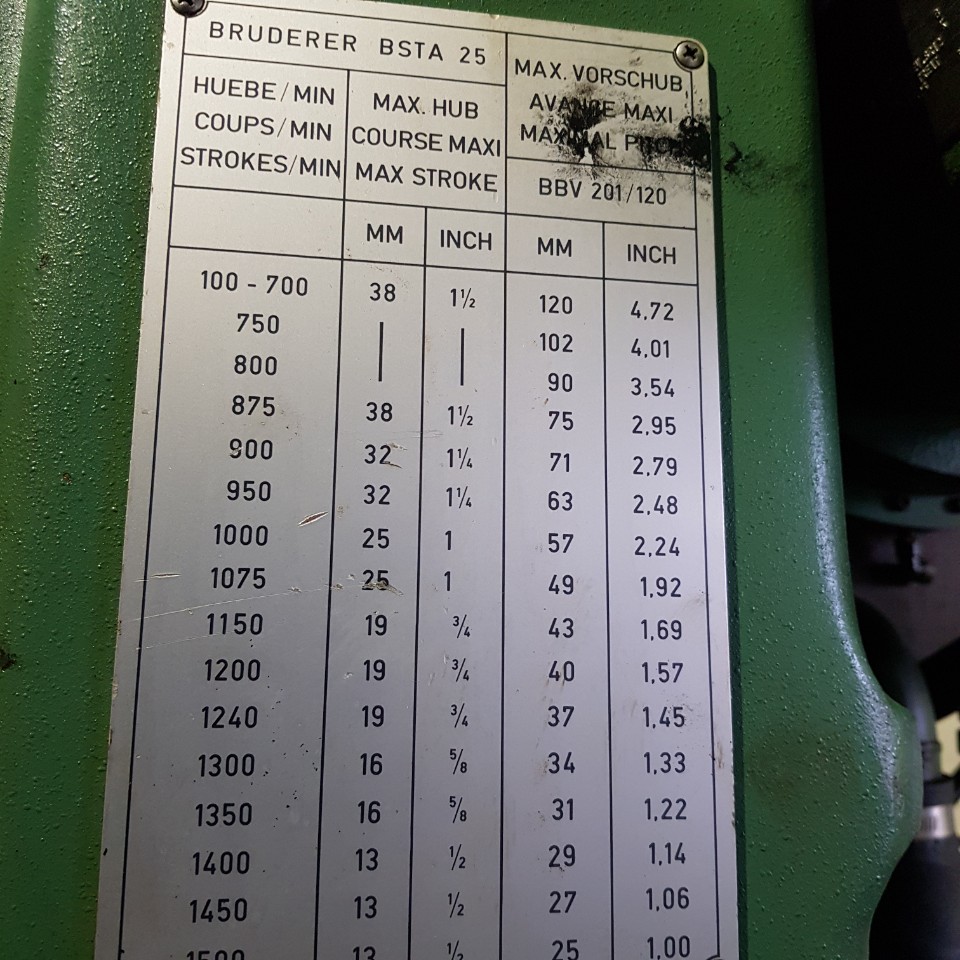 BRUDERER BSTA 25
HUEBE/MIN
COUPS/MIN
STROKES/MIN
MAX. HUB
COURSE MAXI
MAX STROKE
MAX. VORSCHUB
AVANCE MAXI
MAXIMAL PITCH
BBV 201/120
MM INCH MM INCH
100 - 700 38 1½ 120 4,72
750 | | 102 4,01
800 90 3,54
875 38 1½ 75 2,95
900 32 1¼ 71 2,79
950 32 1¼ 63 2,48
1000 25 1 57 2,24
1075 25 1 49 1,92
1150 19 ¾ 43 1,69
1200 19 ¾ 40 1,57
1240 19 ¾ 37 1,45
1300 16 ⅝ 34 1,33
1350 16 ⅝ 31 1,22
1400 13 ½ 29 1,14
1450 13 ½ 27 1,06
1500 13 ½ 25 1,00